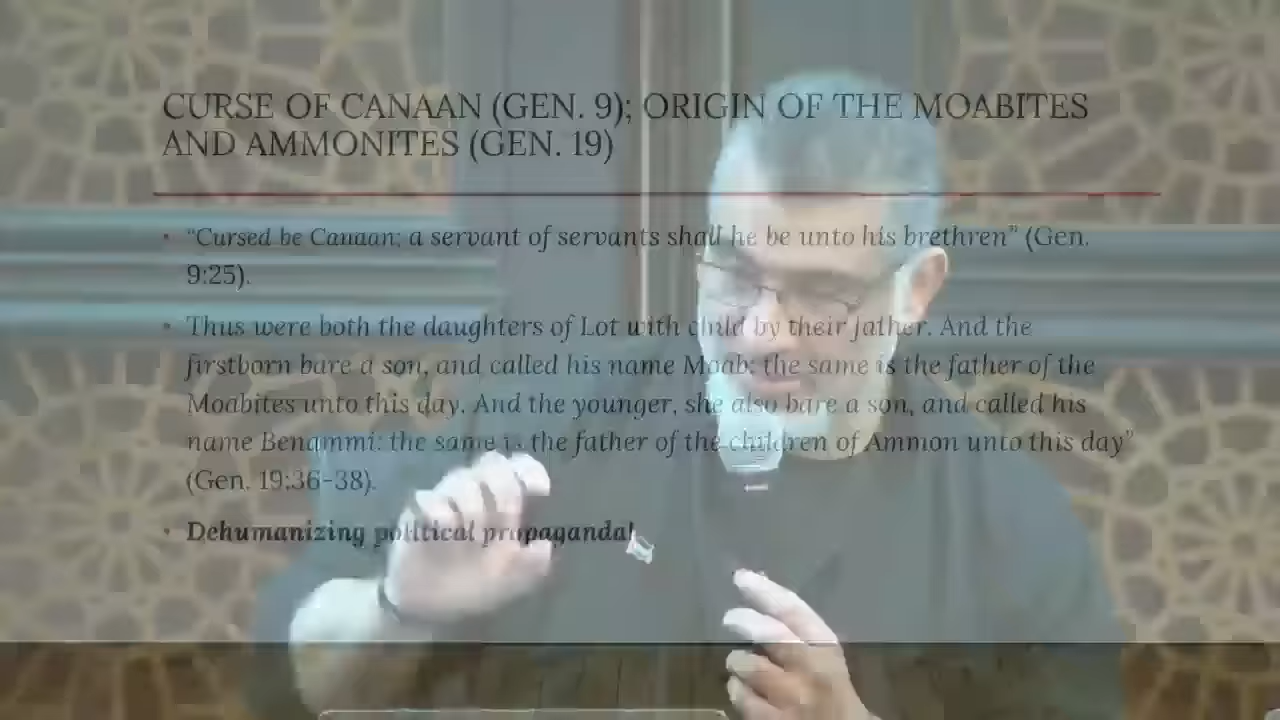 CURSE OF CANAAN (GEN. 9); ORIGIN OF THE MOABITES
AND AMMONITES (GEN. 19)
• “Cursed be Canaan; a servant of servants shall he be unto his brethren” (Gen.
9:25).
• Thus were both the daughters of Lot with child by their father. And the
firstborn bare a son, and called his name Moab: the same is the father of the
Moabites unto this day. And the younger, she also bare a son, and called his
name Benammi: the same is the father of the children of Ammon unto this day”
(Gen. 19:36-38).
• Dehumanizing political propaganda!